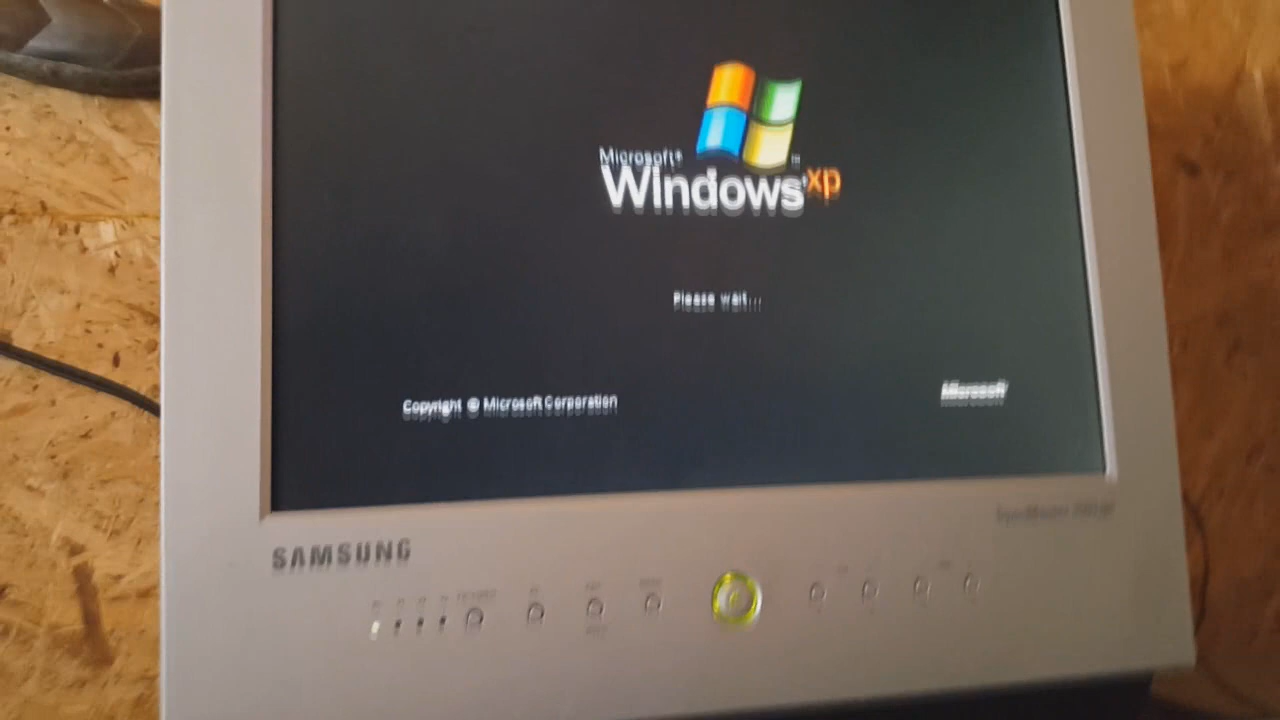 Microsoft®
Windows xp
Please wait...
Copyright © Microsoft Corporation
Microsoft
SAMSUNG